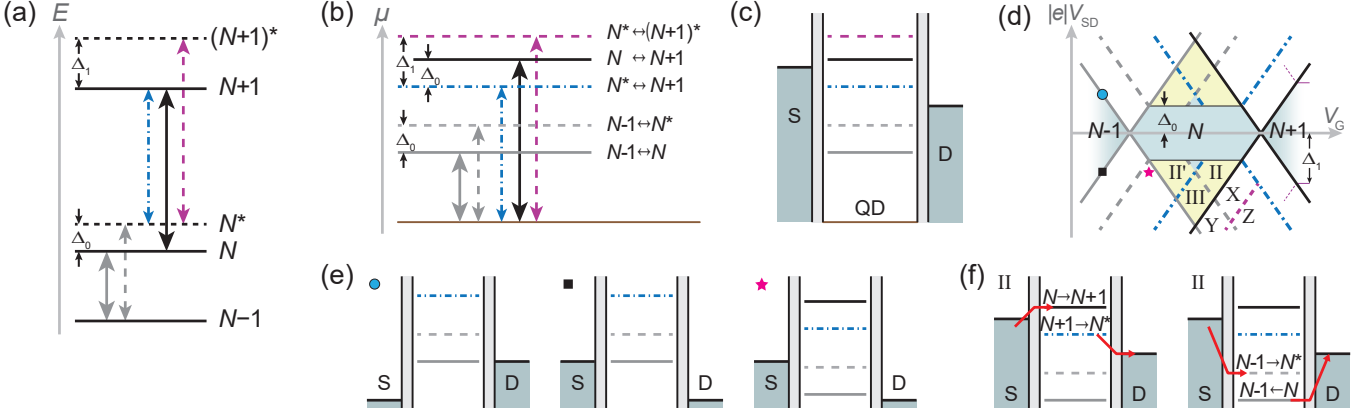 (a)
E
(N+1)*
Δ1
N+1
N*
Δ0
N
N−1
(b)
μ
N*↔(N+1)*
Δ1
Δ0
N ↔ N+1
N*↔N+1
N-1↔N*
Δ0
N-1↔N
(c)
S
D
QD
(d)
|e|VSD
Δ0
VG
N-1
N
N+1
Δ1
II'
II
III
X
Y
Z
(e)
S
D
S
D
S
D
(f)
II
N→N+1
N+1→N*
S
D
II
N-1→N*
N-1←N
S
D